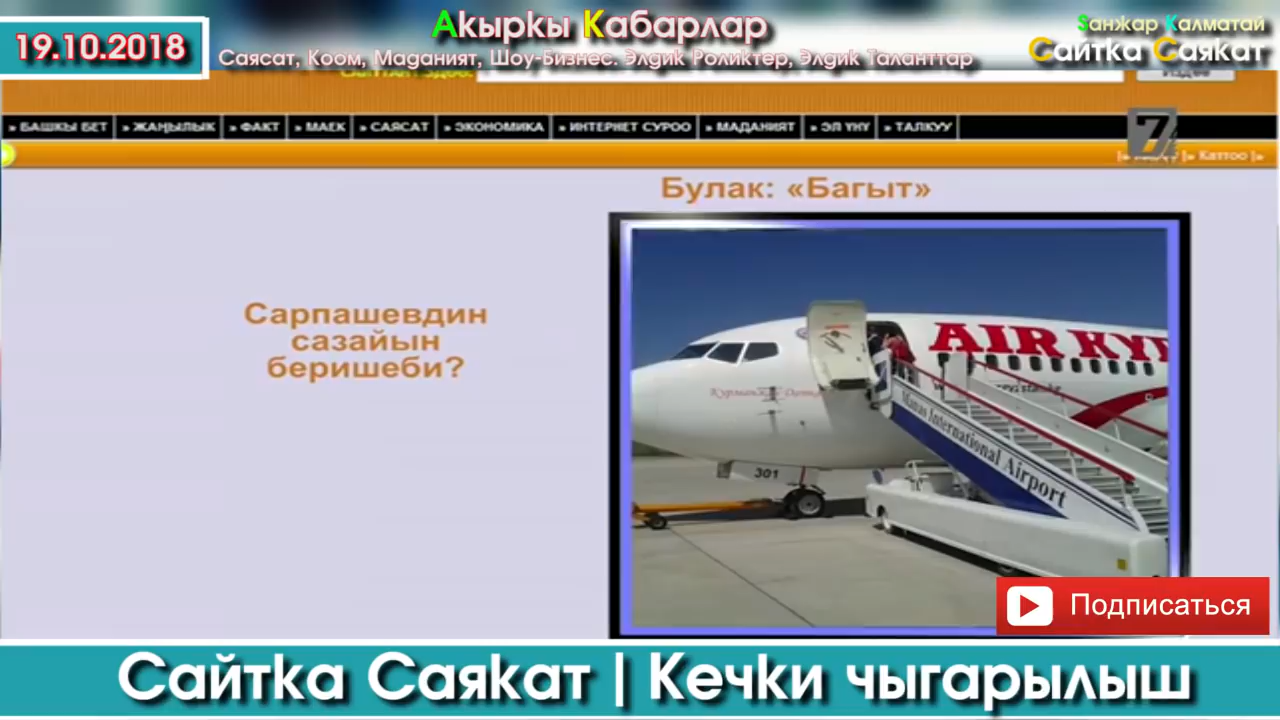 Акыркы Кабарлар
19.10.2018
Саясат, Коом, Маданият, Шоу-Бизнес. Элдик Роликтер, Элдик Таланттар
Санжар Калматай
Сайтка Саякат
» БАШКЫ БЕТ » ЖАҢЫЛЫК » ФАКТ » МАЕК » САЯСАТ » ЭКОНОМИКА » ИНТЕРНЕТ СУРОО » МАДАНИЯТ » ЭЛ ҮНҮ » ТАЛКУУ
7
|» Каттоо |»
Булак: «Багыт»
Сарпашевдин
сазайын
беришеби?
AIR KYR
Manas International Airport
301
Подписаться
Сайтка Саякат | Кечки чыгарылыш